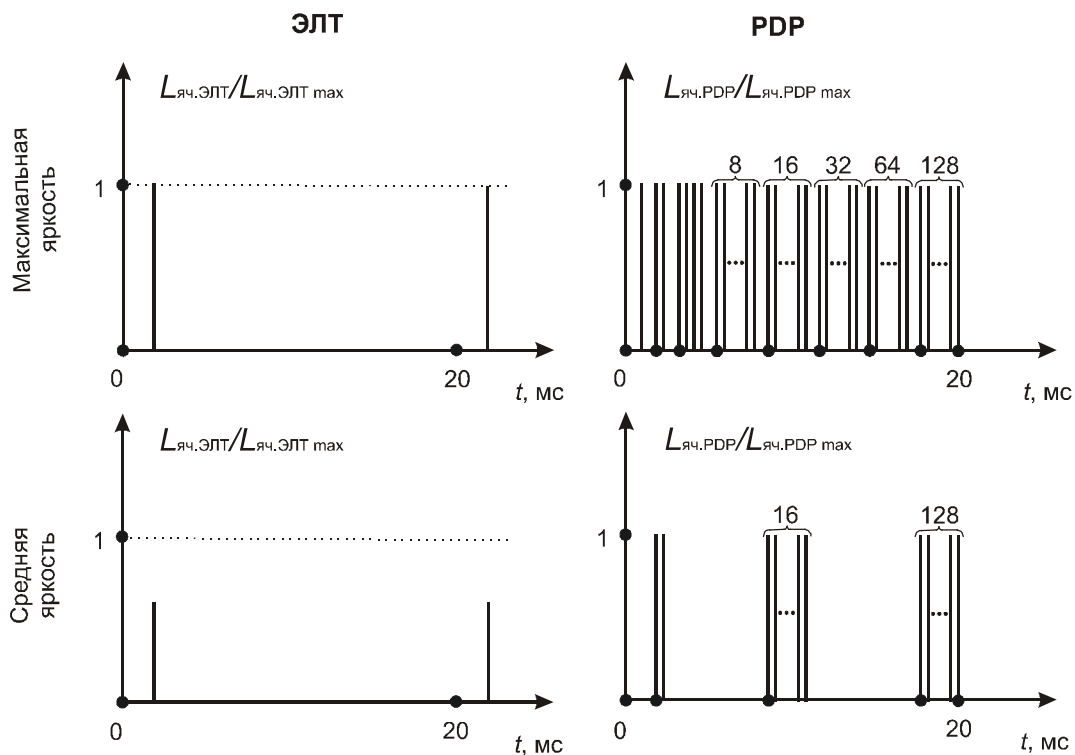 ЭЛТ
PDP
Максимальная
яркость
Lяч.ЭЛТ/Lяч.ЭЛТ max
1
0
20
t, мс
Lяч.PDP/Lяч.PDP max
8
16
32
64
128
1
...
...
...
...
...
0
20
t, мс
Средняя
яркость
Lяч.ЭЛТ/Lяч.ЭЛТ max
1
0
20
t, мс
Lяч.PDP/Lяч.PDP max
16
128
1
...
...
0
20
t, мс